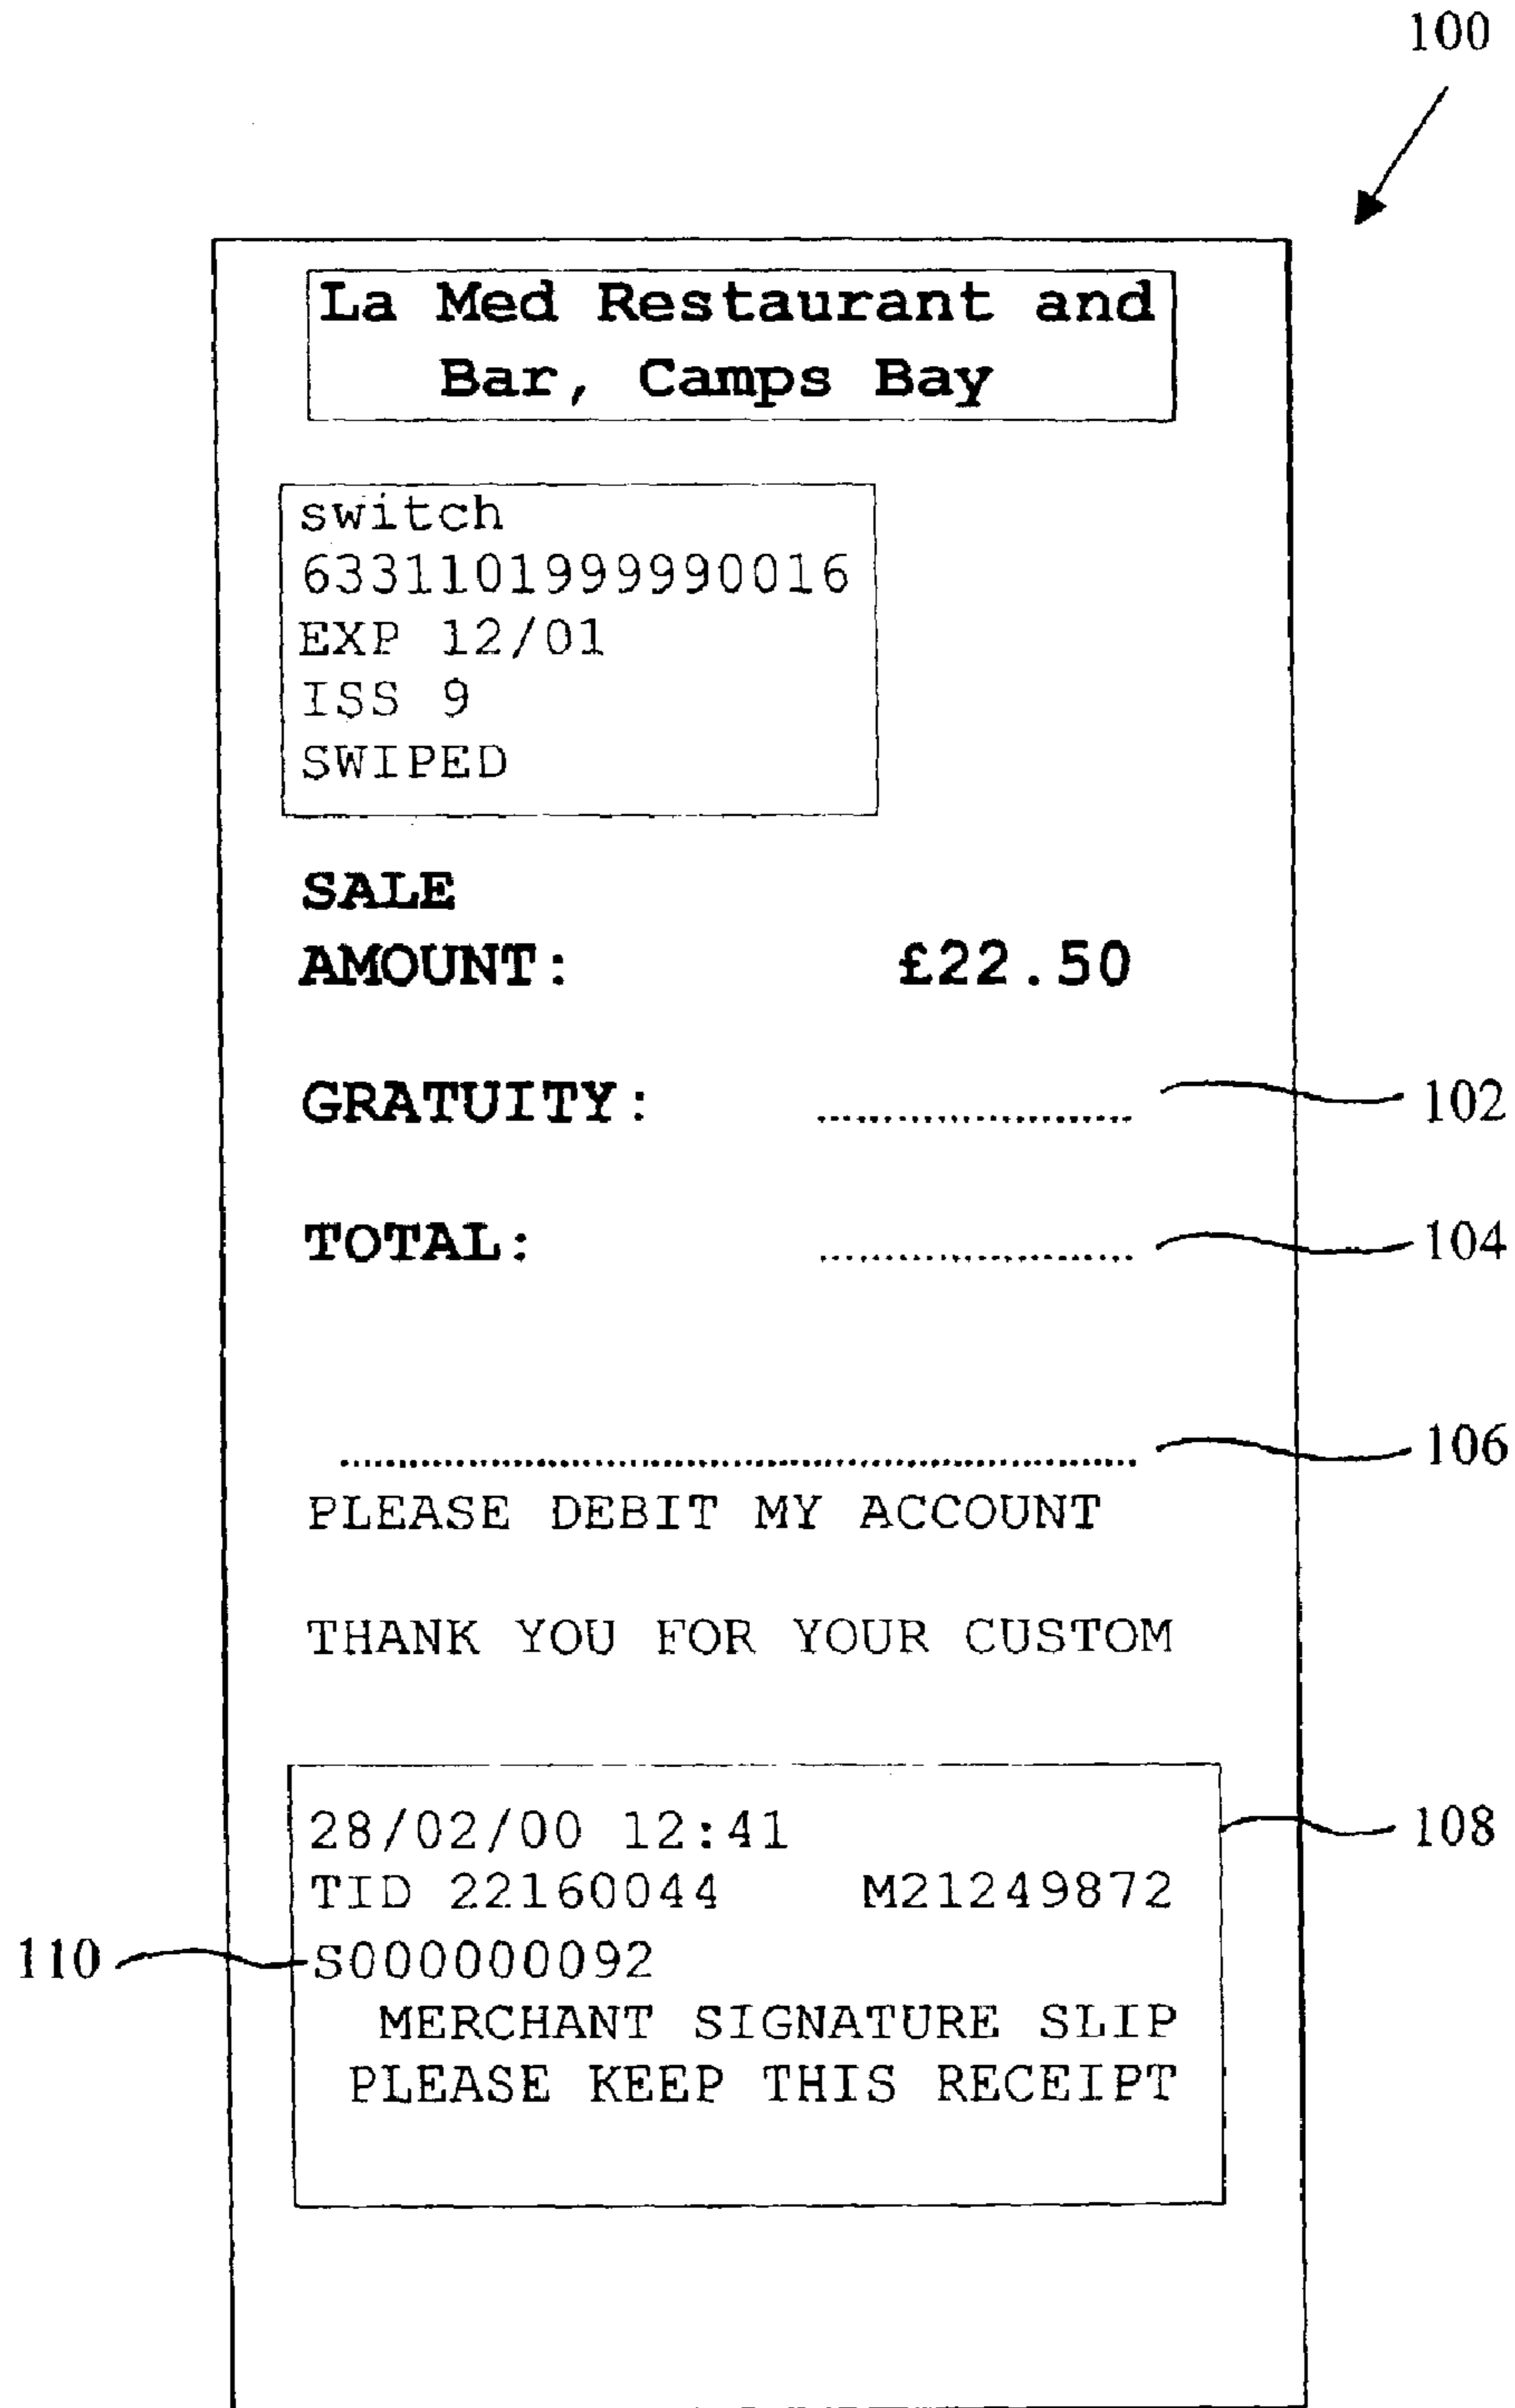 100
La Med Restaurant and
Bar, Camps Bay
switch
6331101999990016
EXP 12/01
ISS 9
SWIPED
SALE
AMOUNT: £22.50
GRATUITY: .................... 102
TOTAL: .................... 104
.................................................. 106
PLEASE DEBIT MY ACCOUNT
THANK YOU FOR YOUR CUSTOM
28/02/00 12:41 108
TID 22160044 M21249872
110 S000000092
MERCHANT SIGNATURE SLIP
PLEASE KEEP THIS RECEIPT